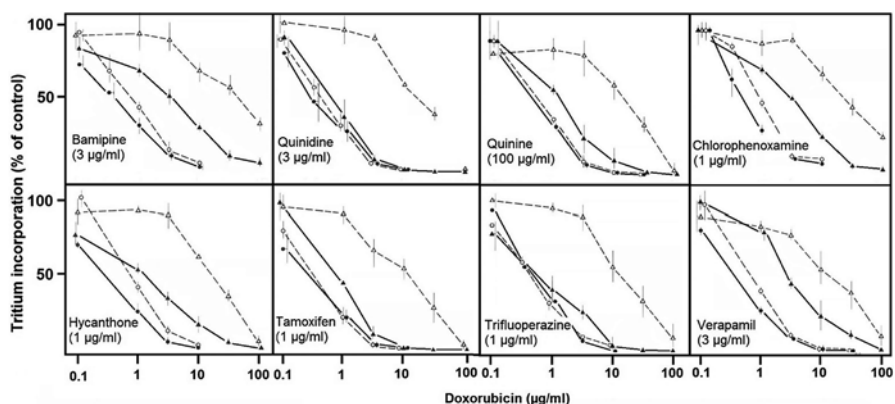 Tritium incorporation (% of control)
100
50
Bamipine
(3 µg/ml)
Quinidine
(3 µg/ml)
Quinine
(100 µg/ml)
Chlorophenoxamine
(1 µg/ml)
100
50
Hycanthone
(1 µg/ml)
Tamoxifen
(1 µg/ml)
Trifluoperazine
(1 µg/ml)
Verapamil
(3 µg/ml)
0.1 1 10 100 0.1 1 10 100 0.1 1 10 100 0.1 1 10 100
Doxorubicin (µg/ml)